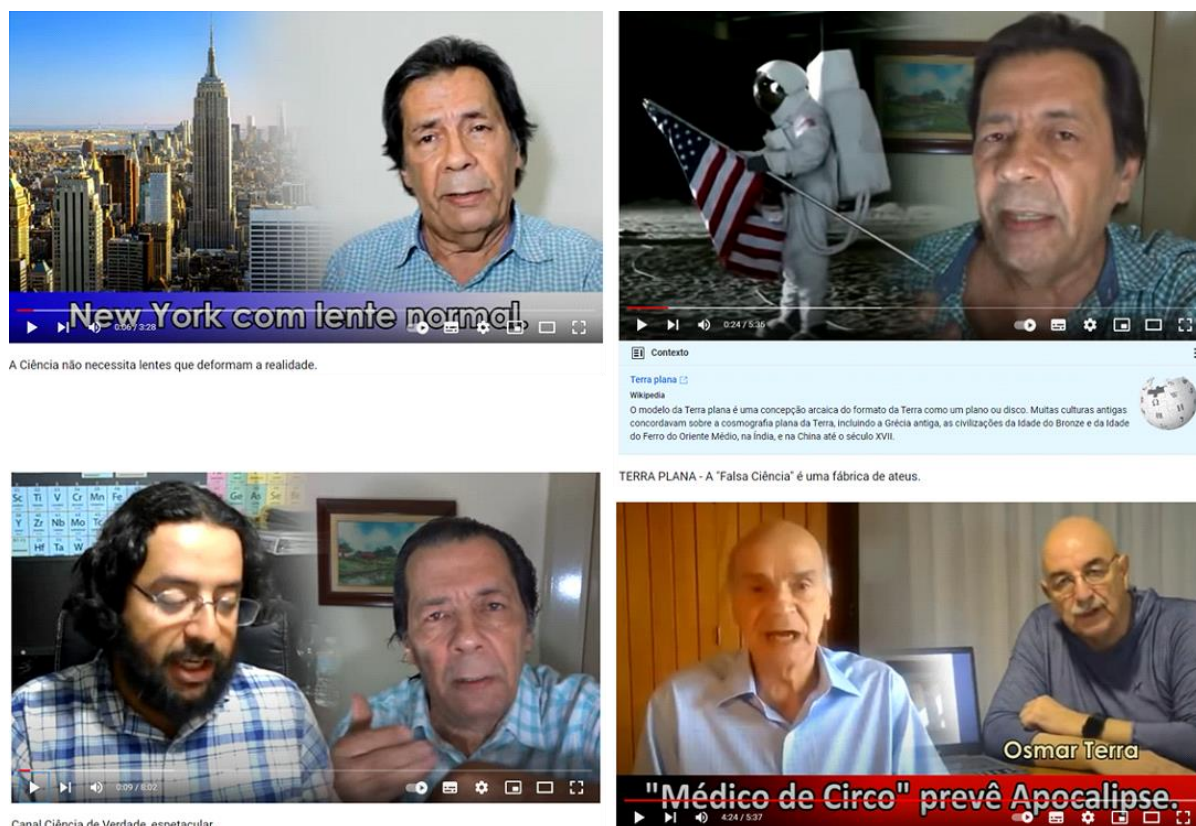 New York com lente normal.
0:06 / 3:28
A Ciência não necessita lentes que deformam a realidade.
0:24 / 5:35
Contexto
Terra plana
Wikipedia
O modelo da Terra plana é uma concepção arcaica do formato da Terra como um plano ou disco. Muitas culturas antigas
concordavam sobre a cosmografia plana da Terra, incluindo a Grécia antiga, as civilizações da Idade do Bronze e da Idade
do Ferro do Oriente Médio, na Índia, e na China até o século XVII.
TERRA PLANA - A "Falsa Ciência" é uma fábrica de ateus.
Sc Ti V Cr Mn Fe Ge As Se
Y Zr Nb Mo Tc
Hf Ta W
0:09 / 8:02
Canal Ciência de Verdade, espetacular
Osmar Terra
"Médico de Circo" prevê Apocalipse.
4:24 / 5:37